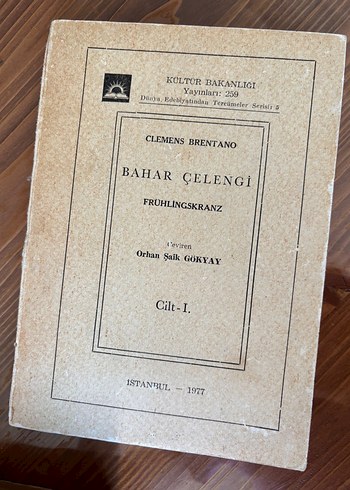 KÜLTÜR BAKANLIĞI
Yayınları: 259
Dünya Edebiyatından Tercümeler Serisi: 5
CLEMENS BRENTANO
BAHAR ÇELENGİ
FRÜHLINGSKRANZ
Çeviren
Orhan Şaik GÖKYAY
Cilt - I.
İSTANBUL — 1977